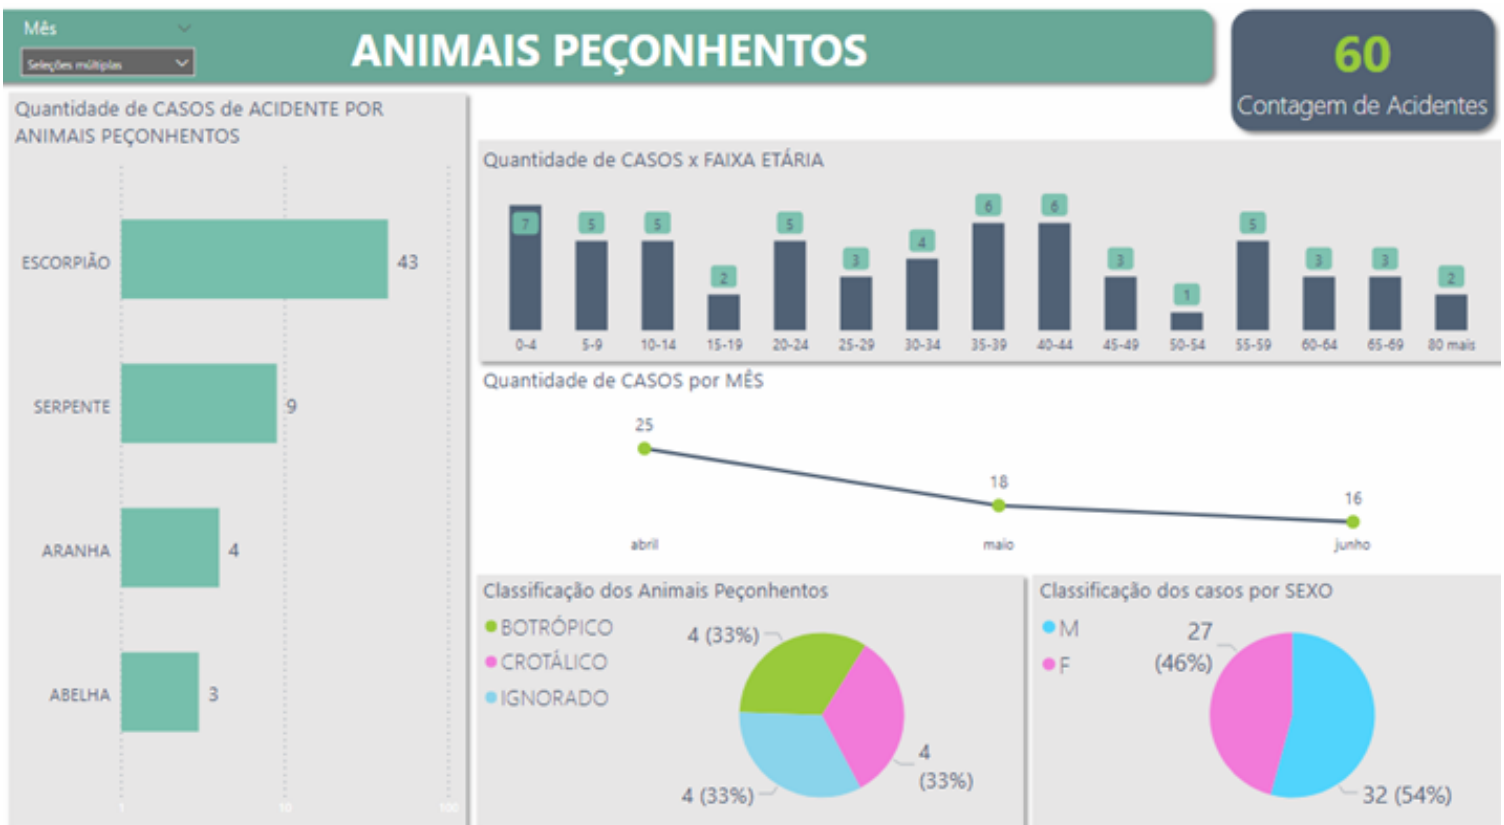 Mês
Seleções múltiplas
ANIMAIS PEÇONHENTOS
60
Contagem de Acidentes
Quantidade de CASOS de ACIDENTE POR
ANIMAIS PEÇONHENTOS
ESCORPIÃO 43
SERPENTE 9
ARANHA 4
ABELHA 3
1 10 100
Quantidade de CASOS x FAIXA ETÁRIA
7 5 5 2 5 3 4 6 6 3 1 5 3 3 2
0-4 5-9 10-14 15-19 20-24 25-29 30-34 35-39 40-44 45-49 50-54 55-59 60-64 65-69 80 mais
Quantidade de CASOS por MÊS
25 18 16
abril maio junho
Classificação dos Animais Peçonhentos
BOTRÓPICO
CROTÁLICO
IGNORADO
4 (33%)
4
(33%)
4 (33%)
Classificação dos casos por SEXO
M
F
27
(46%)
32 (54%)